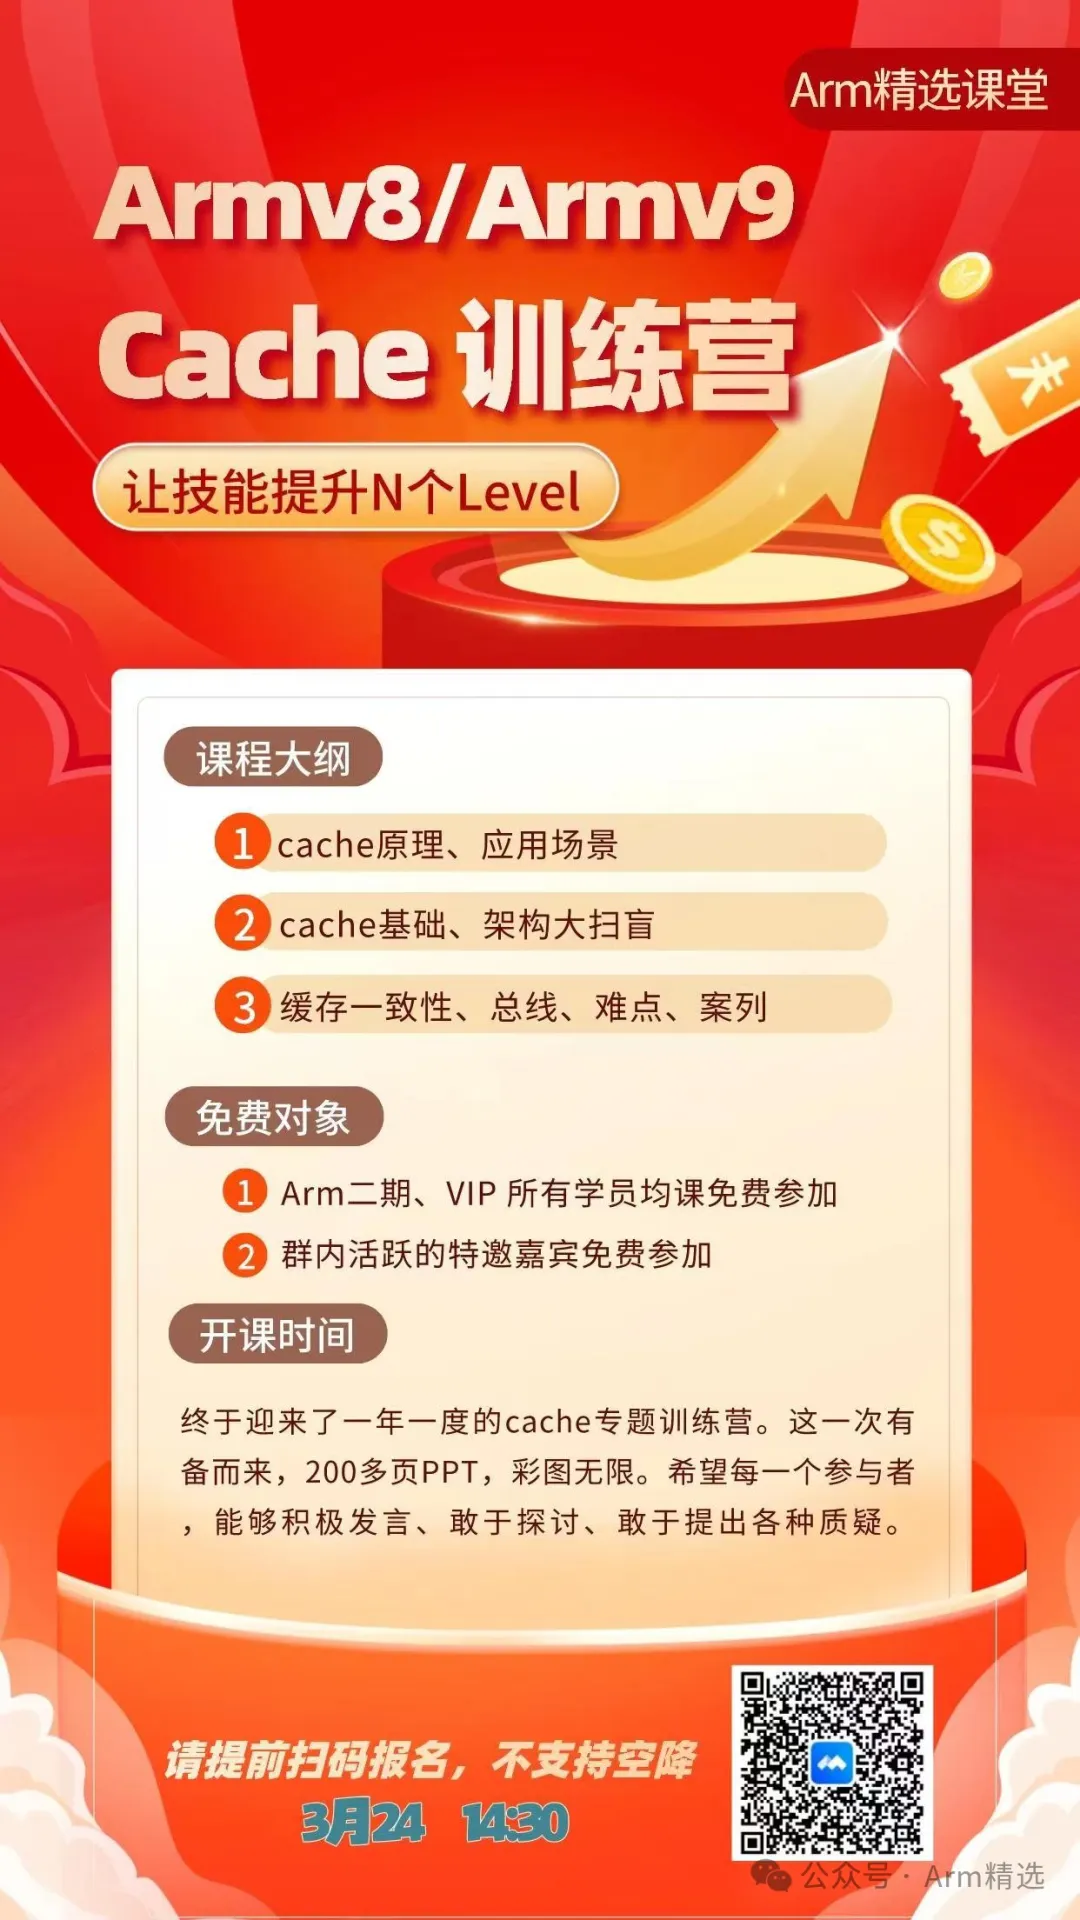 Arm精选课堂
Armv8/Armv9
Cache 训练营
让技能提升N个Level
课程大纲
1 cache原理、应用场景
2 cache基础、架构大扫盲
3 缓存一致性、总线、难点、案列
免费对象
1 Arm二期、VIP 所有学员均课免费参加
2 群内活跃的特邀嘉宾免费参加
开课时间
终于迎来了一年一度的cache专题训练营。这一次有
备而来，200多页PPT，彩图无限。希望每一个参与者
，能够积极发言、敢于探讨、敢于提出各种质疑。
请提前扫码报名，不支持空降
3月24 14:30
公众号 · Arm精选